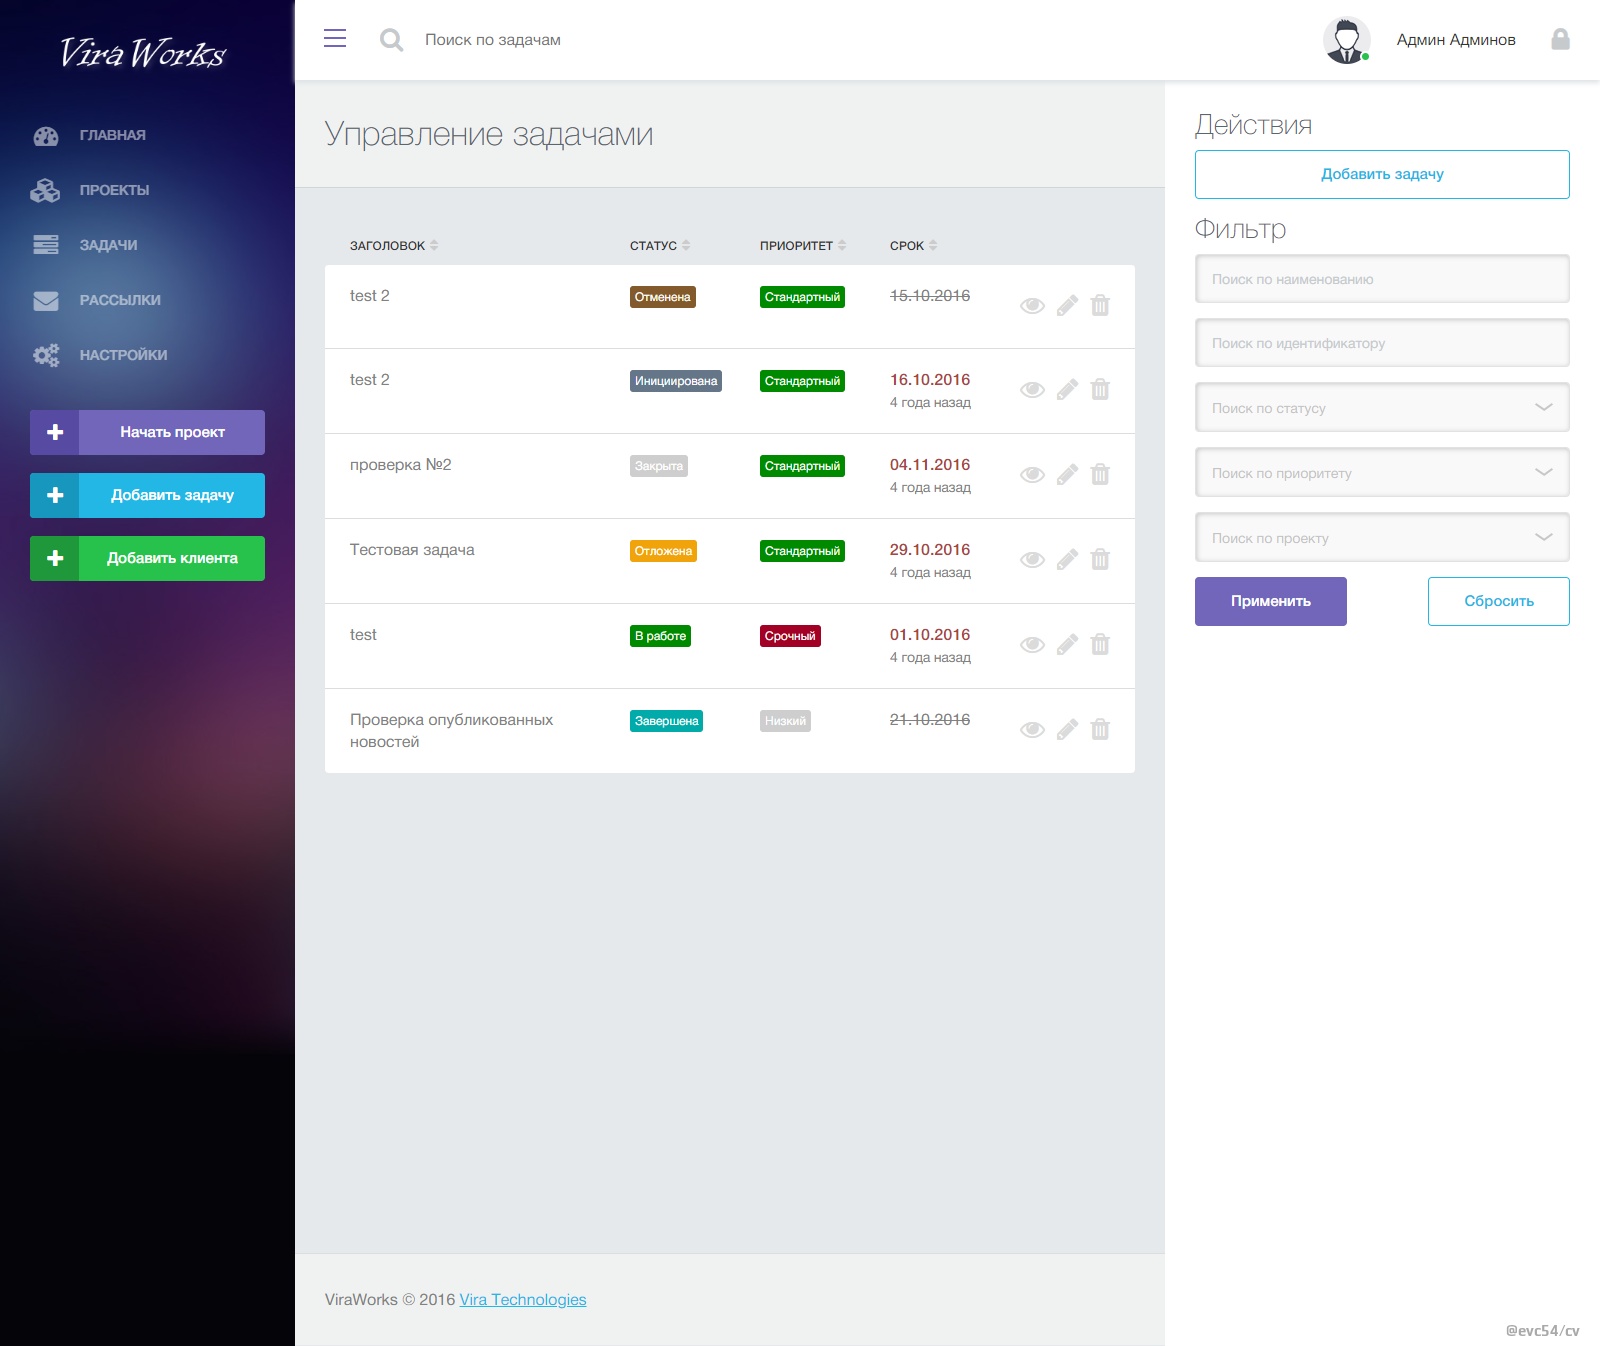 Vira Works
ГЛАВНАЯ
ПРОЕКТЫ
ЗАДАЧИ
РАССЫЛКИ
НАСТРОЙКИ
Начать проект
Добавить задачу
Добавить клиента
Поиск по задачам
Админ Админов
Управление задачами
ЗАГОЛОВОК СТАТУС ПРИОРИТЕТ СРОК
test 2 Отменена Стандартный 15.10.2016
test 2 Инициирована Стандартный 16.10.2016
4 года назад
проверка №2 Закрыта Стандартный 04.11.2016
4 года назад
Тестовая задача Отложена Стандартный 29.10.2016
4 года назад
test В работе Срочный 01.10.2016
4 года назад
Проверка опубликованных Завершена Низкий 21.10.2016
новостей
ViraWorks © 2016 Vira Technologies
Действия
Добавить задачу
Фильтр
Поиск по наименованию
Поиск по идентификатору
Поиск по статусу
Поиск по приоритету
Поиск по проекту
Применить Сбросить
@evc54/cv